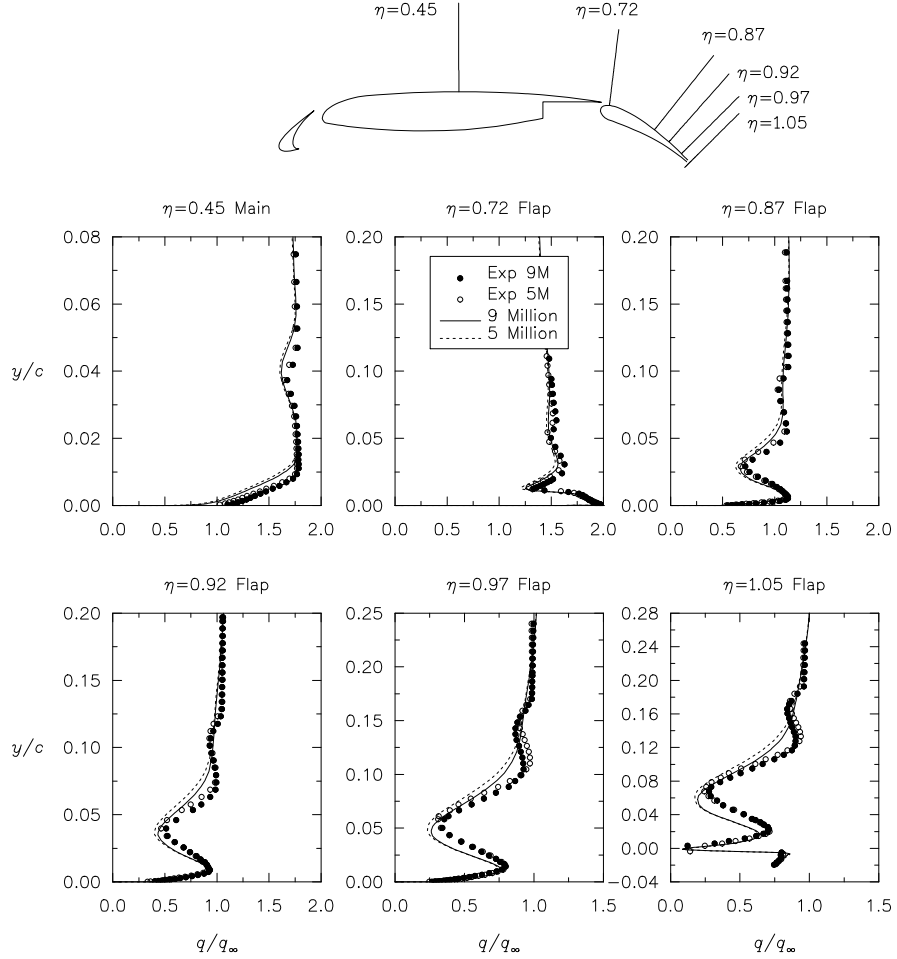 η=0.45
η=0.72
η=0.87
η=0.92
η=0.97
η=1.05
η=0.45 Main
η=0.72 Flap
η=0.87 Flap
0.08
0.06
0.04
0.02
0.00
y/c
0.0 0.5 1.0 1.5 2.0
0.20
0.15
0.10
0.05
0.00
0.0 0.5 1.0 1.5 2.0
Exp 9M
Exp 5M
9 Million
5 Million
0.20
0.15
0.10
0.05
0.00
0.0 0.5 1.0 1.5 2.0
η=0.92 Flap
η=0.97 Flap
η=1.05 Flap
0.20
0.15
0.10
0.05
0.00
y/c
0.0 0.5 1.0 1.5 2.0
q/q∞
0.25
0.20
0.15
0.10
0.05
0.00
0.0 0.5 1.0 1.5
q/q∞
0.28
0.24
0.20
0.16
0.12
0.08
0.04
0.00
−0.04
0.0 0.5 1.0 1.5
q/q∞